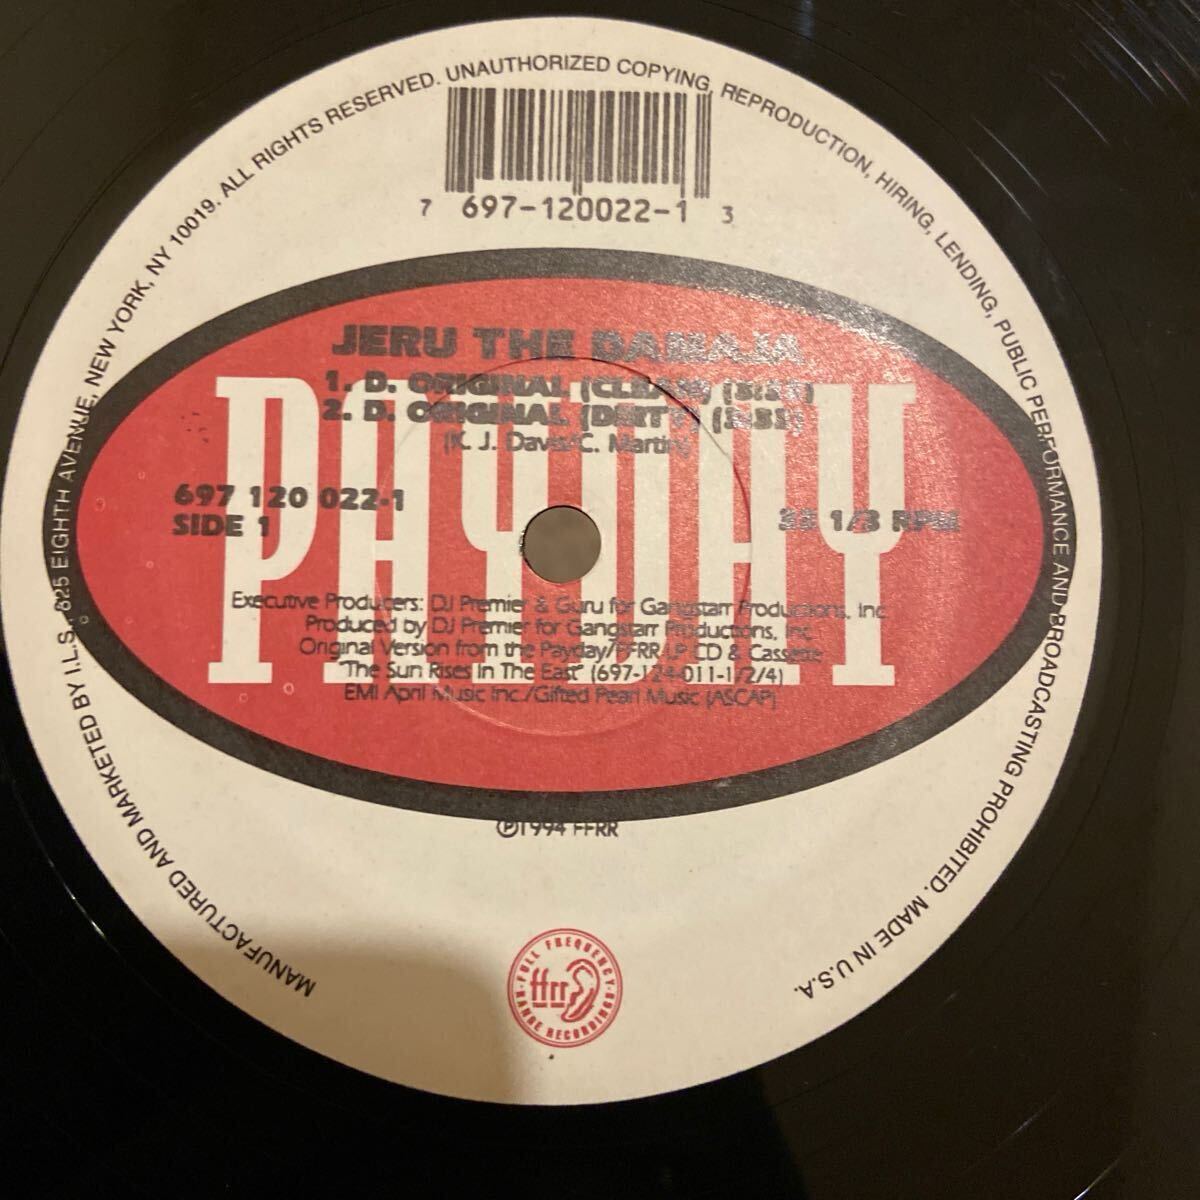 MANUFACTURED AND MARKETED BY I.L.S., 825 EIGHTH AVENUE, NEW YORK, NY 10019. ALL RIGHTS RESERVED. UNAUTHORIZED COPYING, REPRODUCTION, HIRING, LENDING, PUBLIC PERFORMANCE AND BROADCASTING PROHIBITED. MADE IN U.S.A.
7 697-120022-1 3
JERU THE DAMAJA
1. D. ORIGINAL (CLEAN)
2. D. ORIGINAL (DIRTY)
(K. J. Davis/C. Martin)
PAYDAY
697 120 022-1
SIDE 1
33 1/3 RPM
Executive Producers: DJ Premier & Guru for Gangstarr Productions, Inc.
Produced by DJ Premier for Gangstarr Productions, Inc.
Original Version from the Payday/FFRR LP CD & Cassette
"The Sun Rises In The East" (697-124-011-1/2/4)
EMI April Music Inc./Gifted Pearl Music (ASCAP)
℗1994 FFRR
FULL FREQUENCY
ffrr
RANGE RECORDINGS